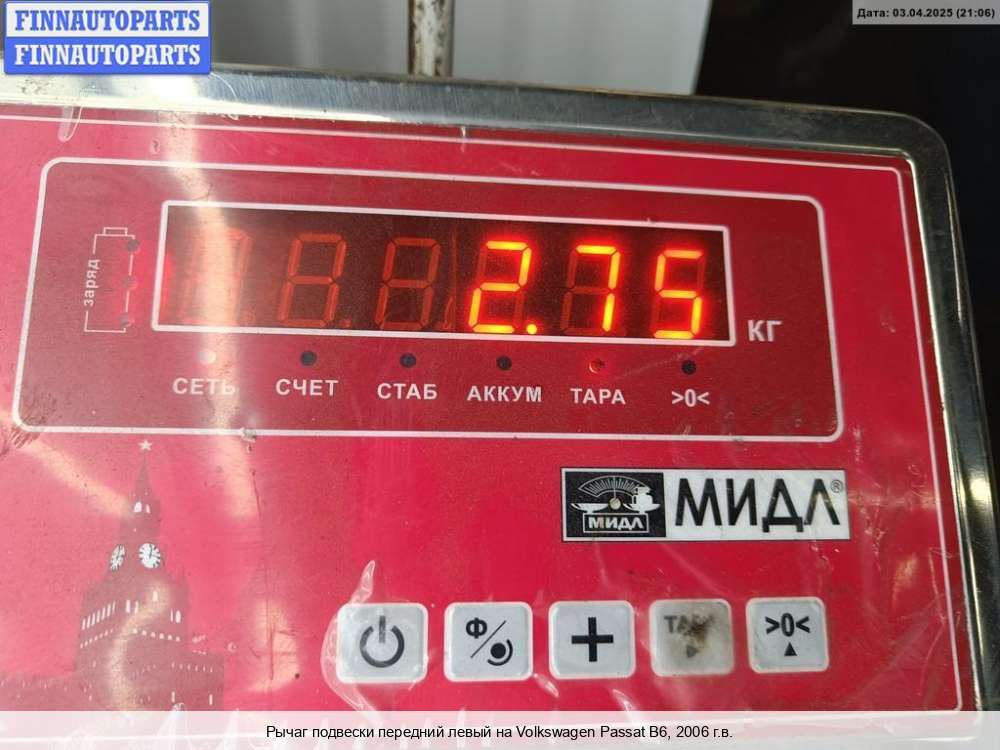 FINNAUTOPARTS
FINNAUTOPARTS
Дата: 03.04.2025 (21:06)
заряд
2.75
КГ
СЕТЬ СЧЕТ СТАБ АККУМ ТАРА >0<
МИДЛ
МИДЛ®
Ф
ТАРА
>0<
Рычаг подвески передний левый на Volkswagen Passat B6, 2006 г.в.